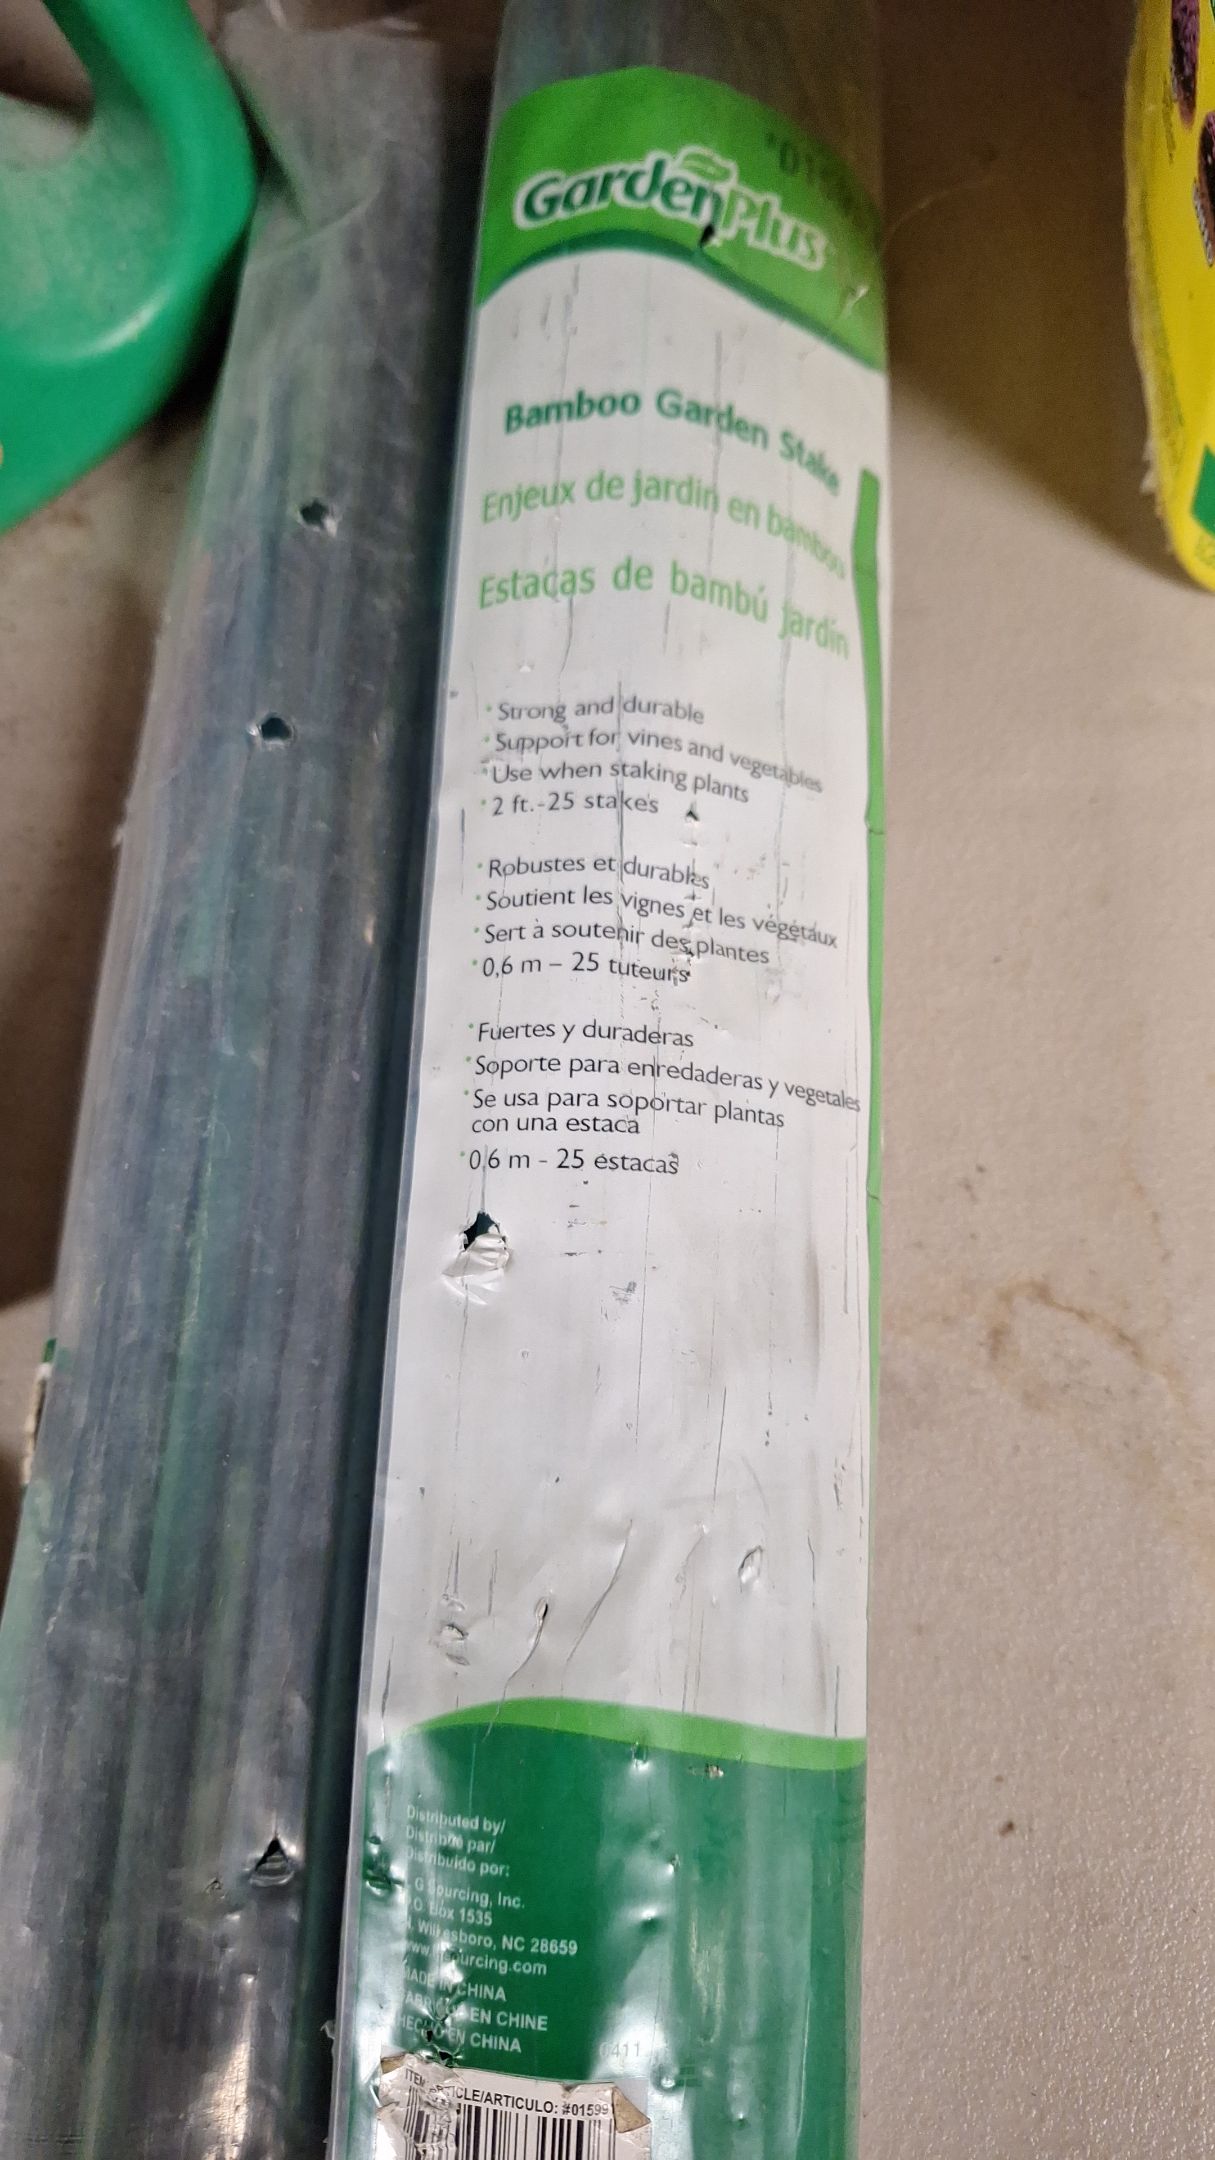 GardenPlus
Bamboo Garden Stake
Enjeux de jardin en bambou
Estacas de bambú jardín
• Strong and durable
• Support for vines and vegetables
• Use when staking plants
• 2 ft.-25 stakes
• Robustes et durables
• Soutient les vignes et les végétaux
• Sert à soutenir des plantes
• 0,6 m – 25 tuteurs
• Fuertes y duraderas
• Soporte para enredaderas y vegetales
• Se usa para soportar plantas
con una estaca
• 0,6 m - 25 estacas
Distributed by/
Distribué par/
Distribuido por:
G Sourcing, Inc.
P.O. Box 1535
N. Wilkesboro, NC 28659
MADE IN CHINA
EN CHINE
HECHO EN CHINA
0411
ITEM ARTICLE/ARTICULO: #01599